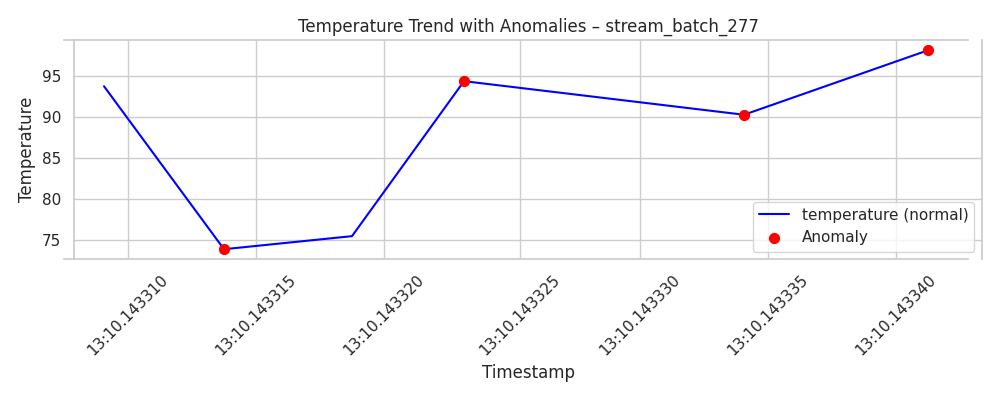 Temperature Trend with Anomalies – stream_batch_277
Temperature
95
90
85
80
75
temperature (normal)
Anomaly
13:10.143310
13:10.143315
13:10.143320
13:10.143325
13:10.143330
13:10.143335
13:10.143340
Timestamp